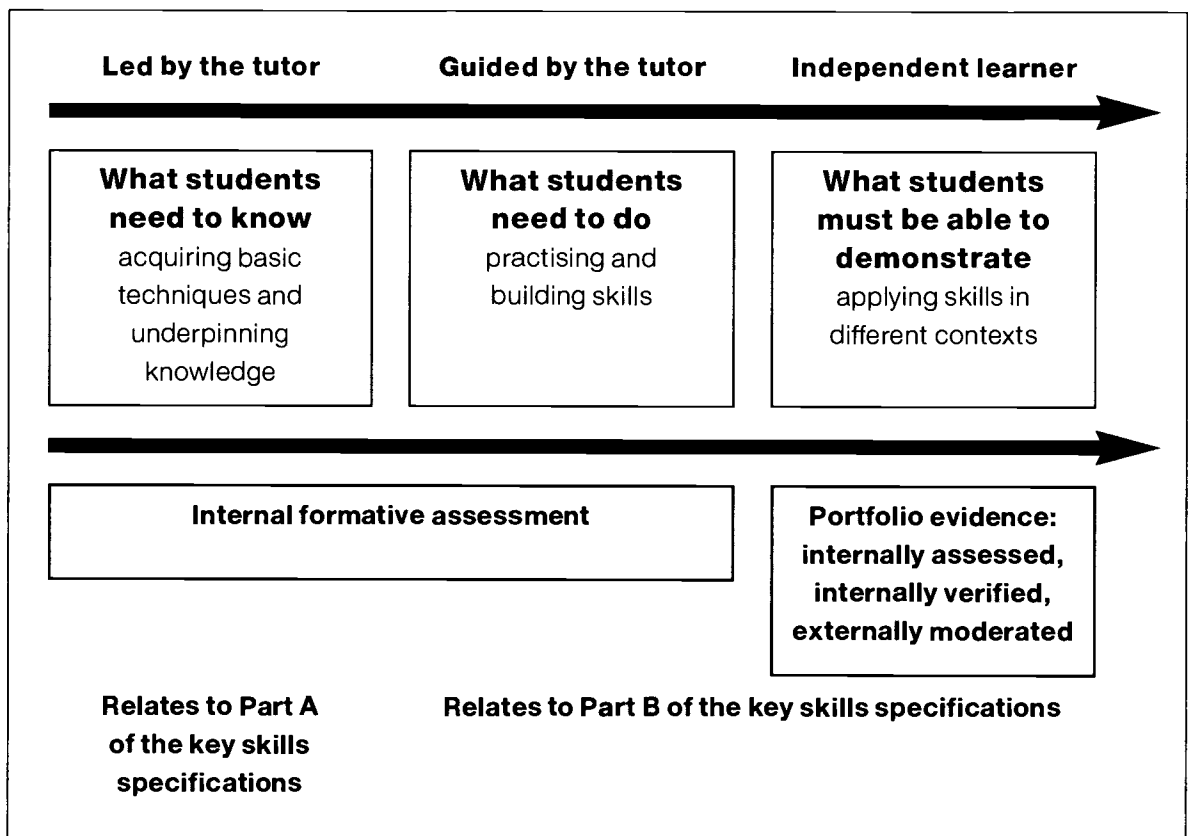 Led by the tutor
Guided by the tutor
Independent learner
What students
need to know
acquiring basic
techniques and
underpinning
knowledge
What students
need to do
practising and
building skills
What students
must be able to
demonstrate
applying skills in
different contexts
Internal formative assessment
Portfolio evidence:
internally assessed,
internally verified,
externally moderated
Relates to Part A
of the key skills
specifications
Relates to Part B of the key skills specifications